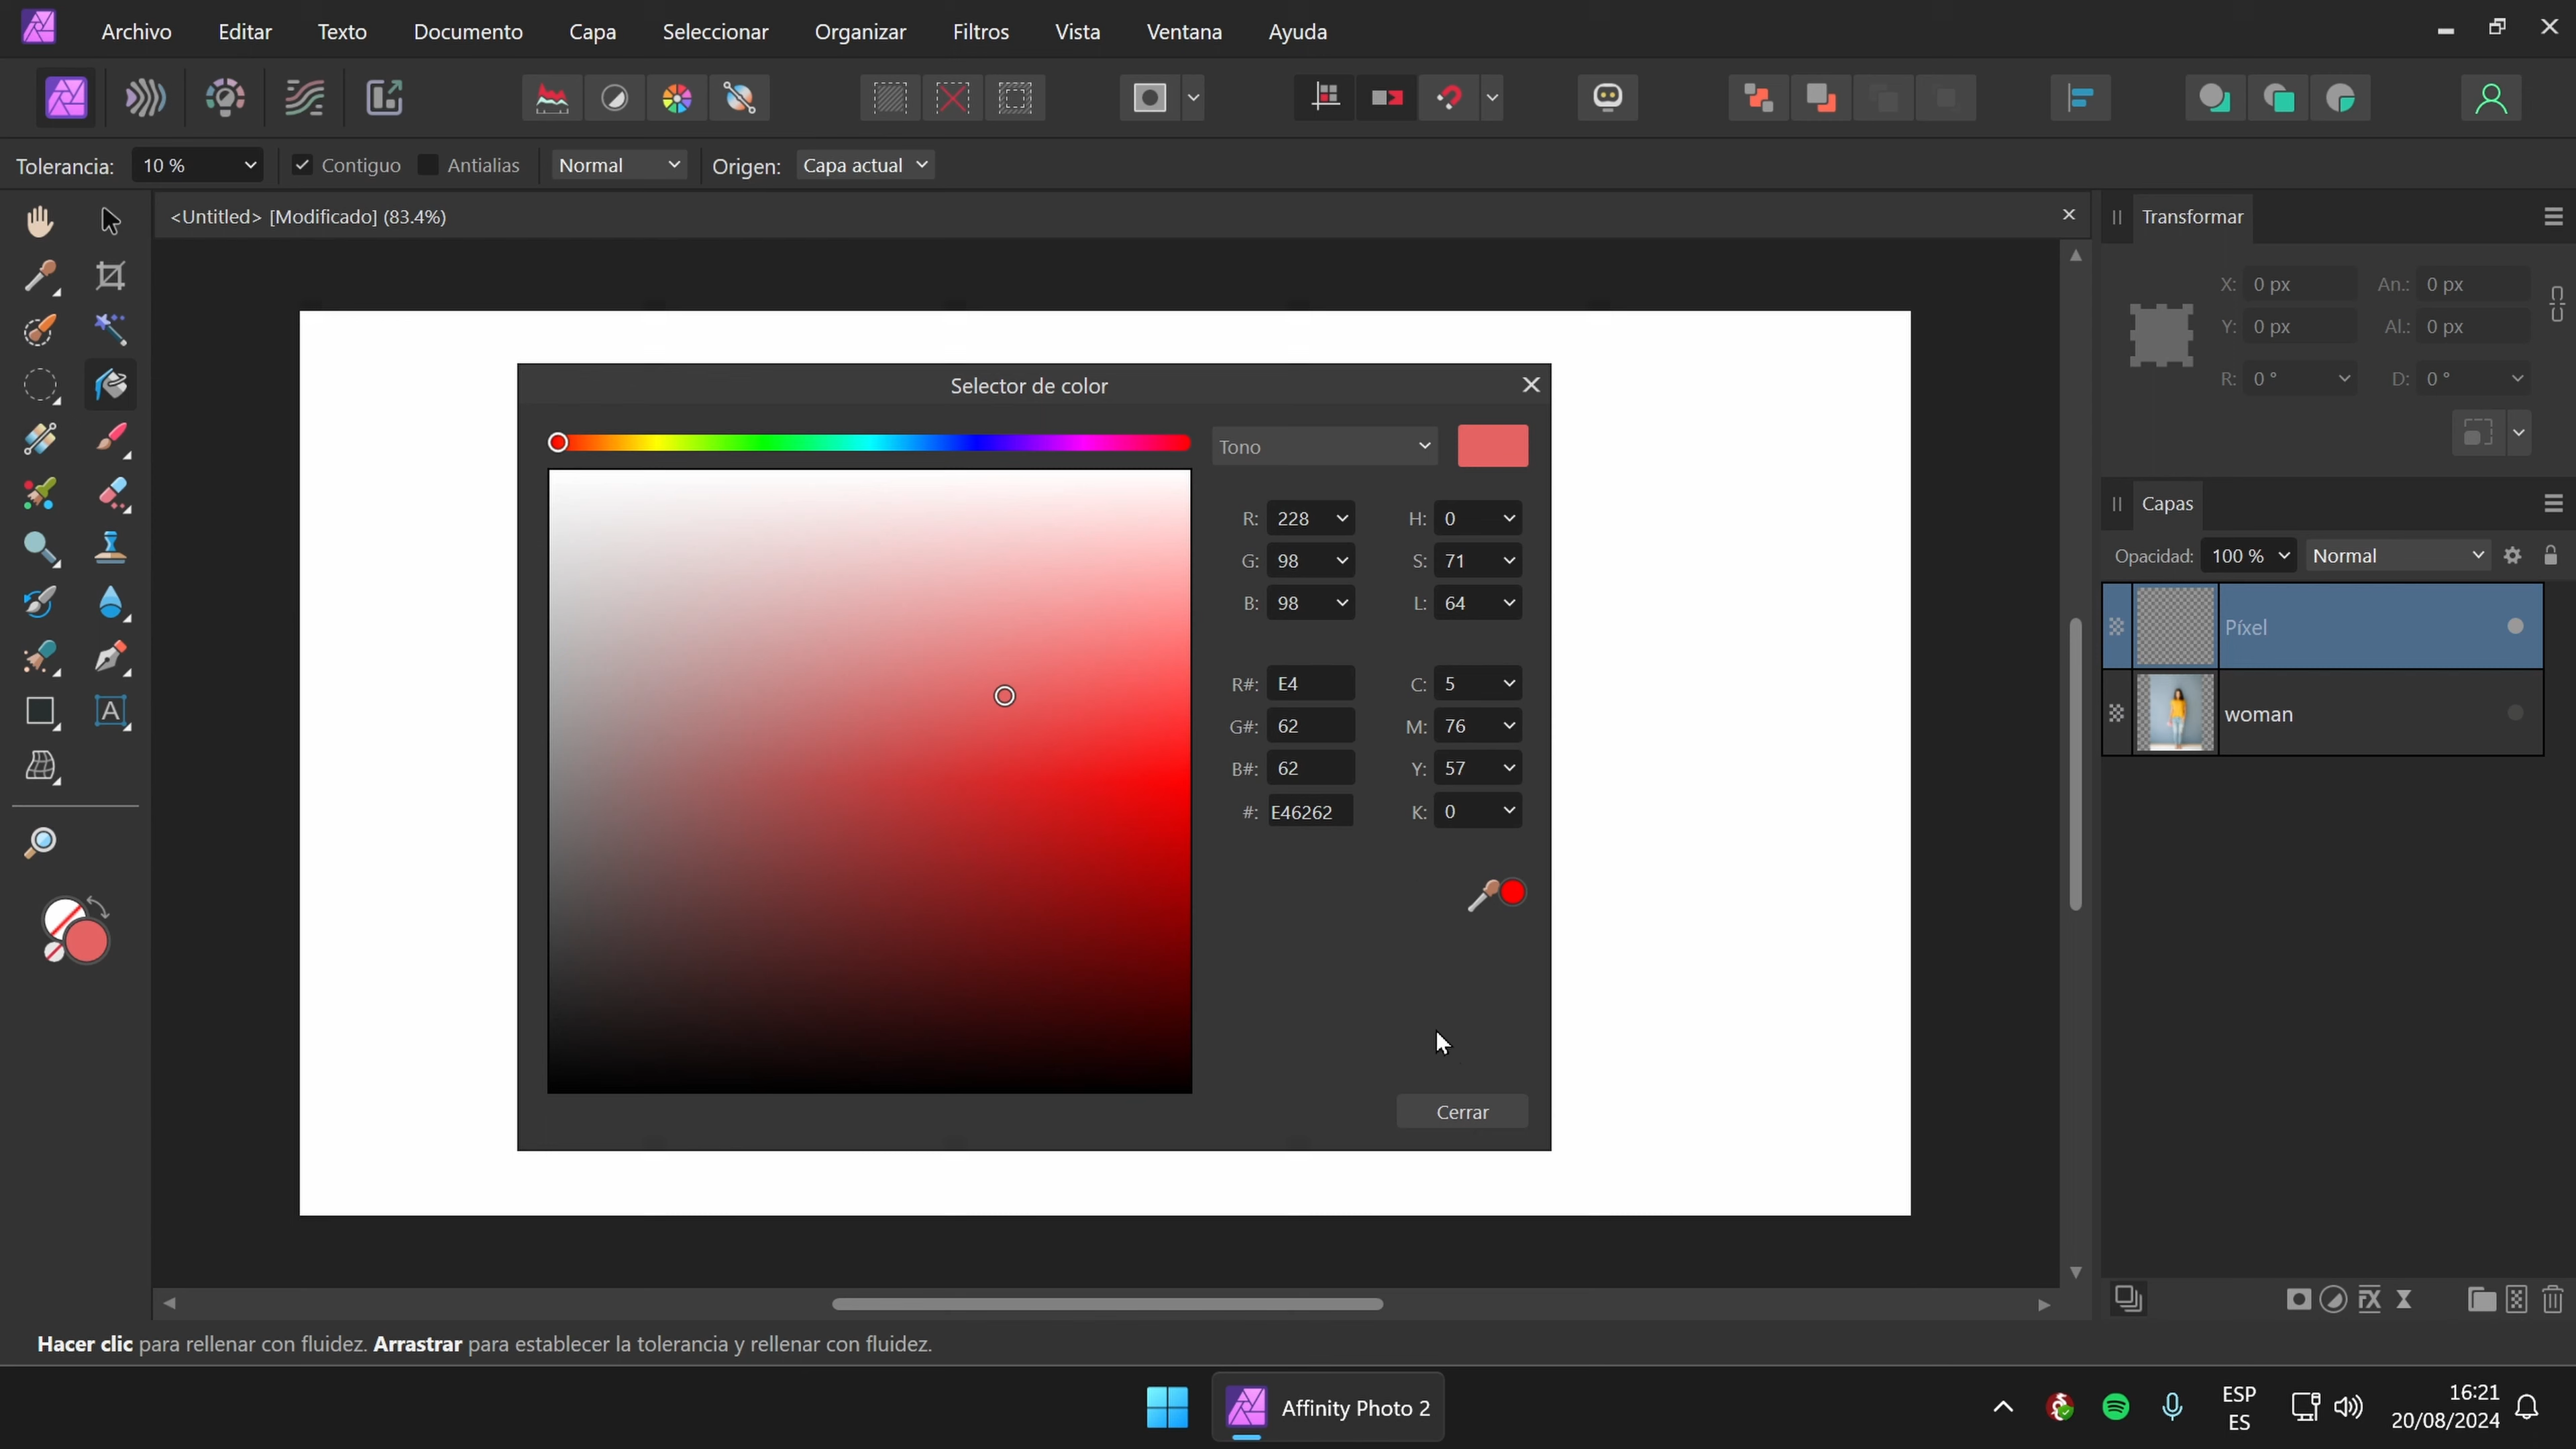 Archivo Editar Texto Documento Capa Seleccionar Organizar Filtros Vista Ventana Ayuda
Tolerancia: 10 % Contiguo Antialias Normal Origen: Capa actual
<Untitled> [Modificado] (83.4%)
Transformar
X: 0 px An.: 0 px
Y: 0 px Al.: 0 px
R: 0 ° D: 0 °
Selector de color
Tono
R: 228 H: 0
G: 98 S: 71
B: 98 L: 64
R#: E4 C: 5
G#: 62 M: 76
B#: 62 Y: 57
#: E46262 K: 0
Cerrar
Capas
Opacidad: 100 % Normal
Píxel
woman
A
FX
Hacer clic para rellenar con fluidez. Arrastrar para establecer la tolerancia y rellenar con fluidez.
Affinity Photo 2
ESP
ES
16:21
20/08/2024